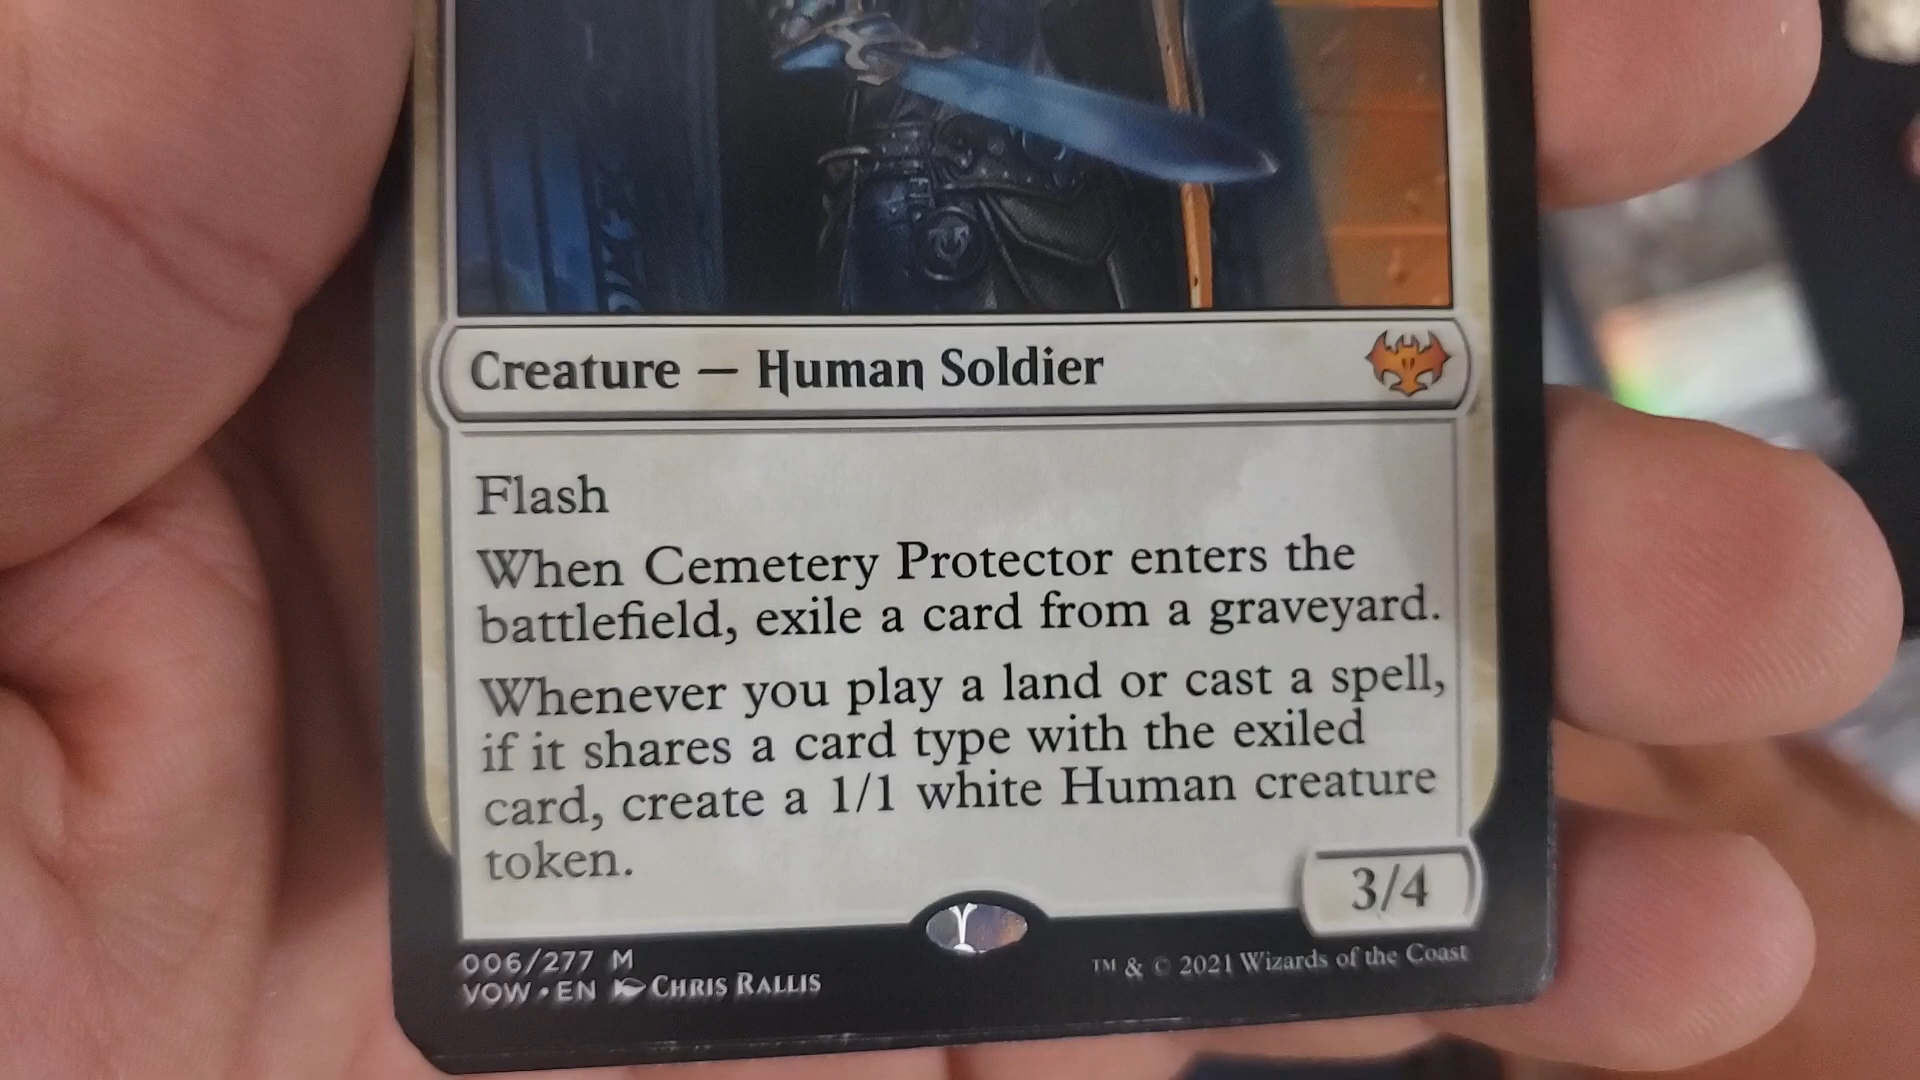 Creature — Human Soldier
Flash
When Cemetery Protector enters the
battlefield, exile a card from a graveyard.
Whenever you play a land or cast a spell,
if it shares a card type with the exiled
card, create a 1/1 white Human creature
token.
3/4
006/277 M
VOW • EN CHRIS RALLIS
™ & © 2021 Wizards of the Coast